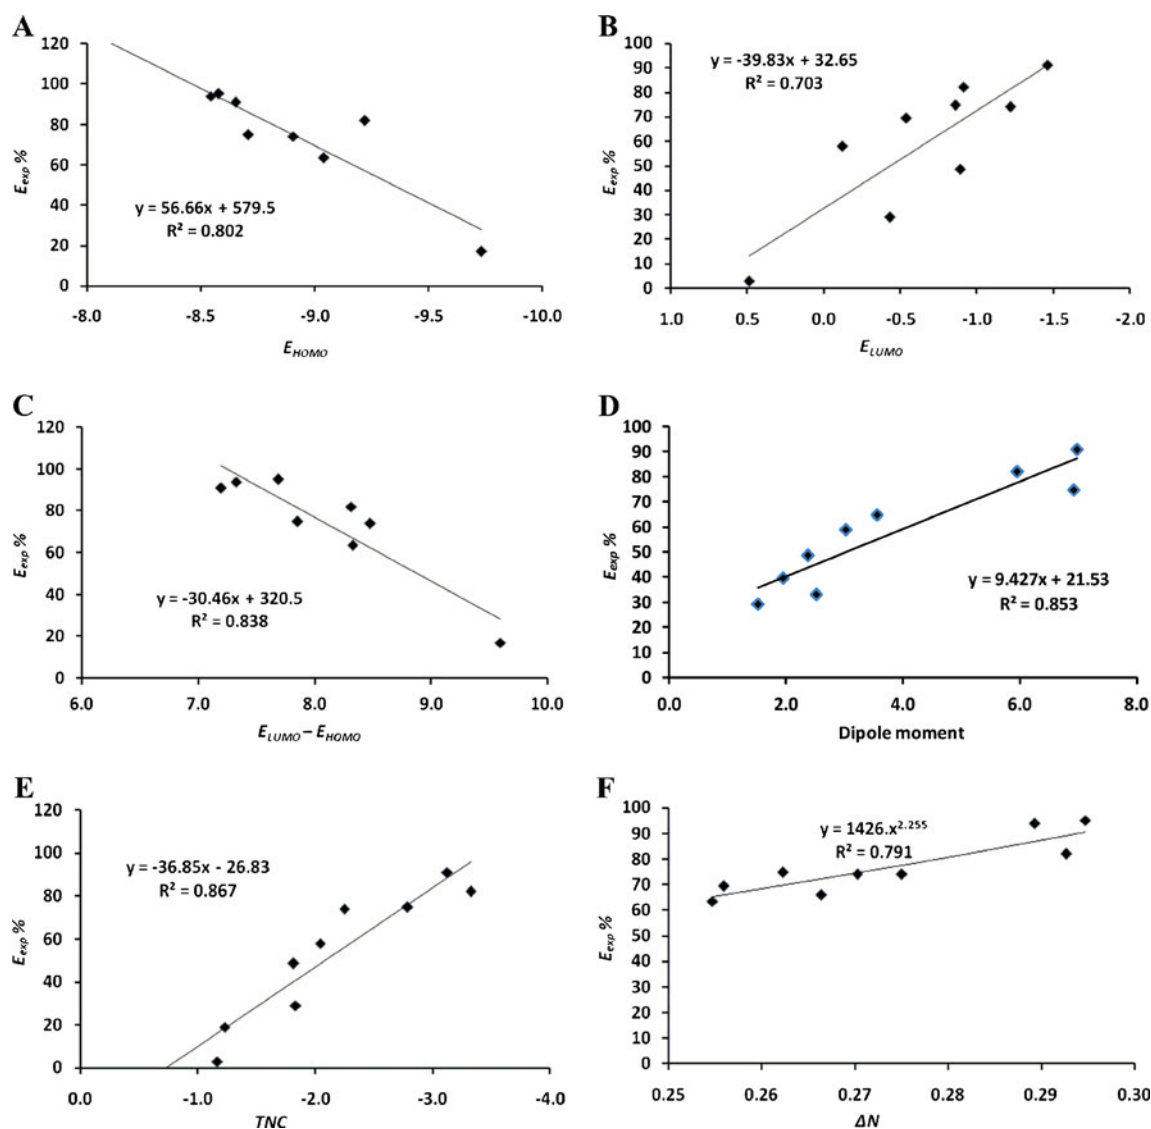 A
120
100
80
60
40
20
0
E_exp %
y = 56.66x + 579.5
R² = 0.802
-8.0 -8.5 -9.0 -9.5 -10.0
E_HOMO
B
100
90
80
70
60
50
40
30
20
10
0
E_exp %
y = -39.83x + 32.65
R² = 0.703
1.0 0.5 0.0 -0.5 -1.0 -1.5 -2.0
E_LUMO
C
120
100
80
60
40
20
0
E_exp %
y = -30.46x + 320.5
R² = 0.838
6.0 7.0 8.0 9.0 10.0
E_LUMO – E_HOMO
D
100
90
80
70
60
50
40
30
20
10
0
E_exp %
y = 9.427x + 21.53
R² = 0.853
0.0 2.0 4.0 6.0 8.0
Dipole moment
E
120
100
80
60
40
20
0
E_exp %
y = -36.85x - 26.83
R² = 0.867
0.0 -1.0 -2.0 -3.0 -4.0
TNC
F
100
90
80
70
60
50
40
30
20
10
0
E_exp %
y = 1426.x^2.255
R² = 0.791
0.25 0.26 0.27 0.28 0.29 0.30
ΔN